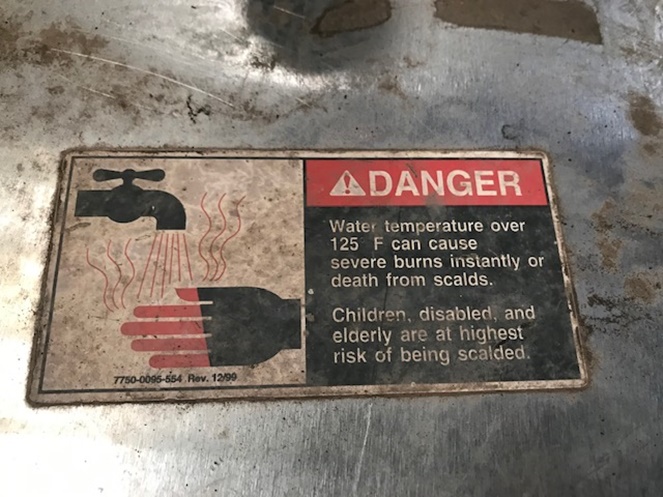 DANGER
Water temperature over
125 F can cause
severe burns instantly or
death from scalds.
Children, disabled, and
elderly are at highest
risk of being scalded.
7750-0095-554 Rev. 12/99